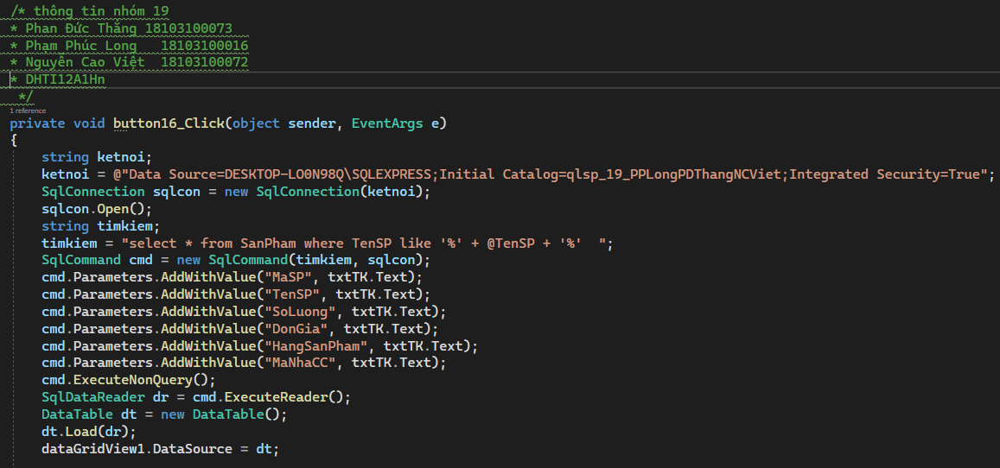 /* thông tin nhóm 19
* Phan Đức Thắng 18103100073
* Phạm Phúc Long   18103100016
* Nguyễn Cao Việt  18103100072
* DHTI12A1Hn
*/
1 reference
private void button16_Click(object sender, EventArgs e)
{
string ketnoi;
ketnoi = @"Data Source=DESKTOP-LO0N98Q\SQLEXPRESS;Initial Catalog=qlsp_19_PPLongPDThangNCViet;Integrated Security=True";
SqlConnection sqlcon = new SqlConnection(ketnoi);
sqlcon.Open();
string timkiem;
timkiem = "select * from SanPham where TenSP like '%' + @TenSP + '%'  ";
SqlCommand cmd = new SqlCommand(timkiem, sqlcon);
cmd.Parameters.AddWithValue("MaSP", txtTK.Text);
cmd.Parameters.AddWithValue("TenSP", txtTK.Text);
cmd.Parameters.AddWithValue("SoLuong", txtTK.Text);
cmd.Parameters.AddWithValue("DonGia", txtTK.Text);
cmd.Parameters.AddWithValue("HangSanPham", txtTK.Text);
cmd.Parameters.AddWithValue("MaNhaCC", txtTK.Text);
cmd.ExecuteNonQuery();
SqlDataReader dr = cmd.ExecuteReader();
DataTable dt = new DataTable();
dt.Load(dr);
dataGridView1.DataSource = dt;